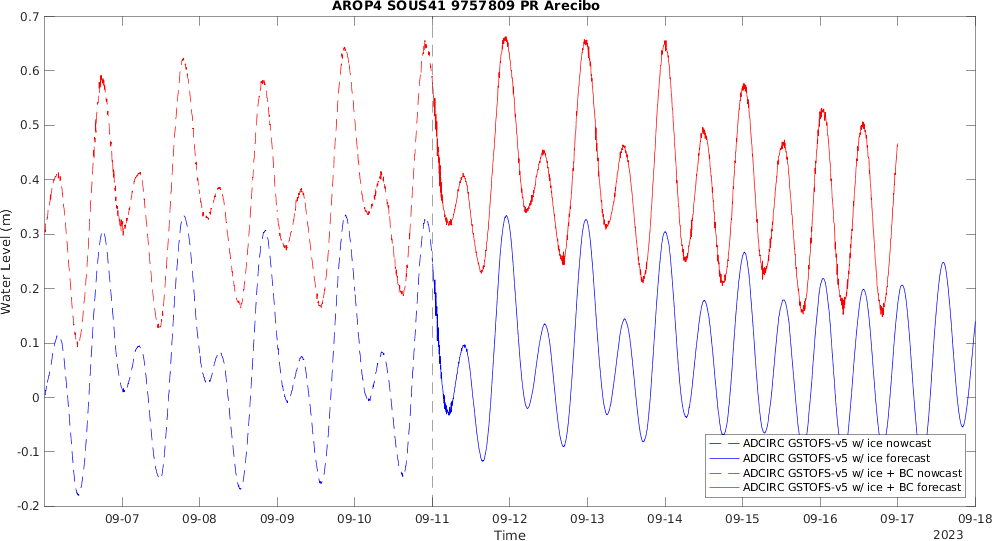 AROP4 SOUS41 9757809 PR Arecibo
0.7
0.6
0.5
0.4
0.3
0.2
0.1
0
-0.1
-0.2
Water Level (m)
ADCIRC GSTOFS-v5 w/ ice nowcast
ADCIRC GSTOFS-v5 w/ ice forecast
ADCIRC GSTOFS-v5 w/ ice + BC nowcast
ADCIRC GSTOFS-v5 w/ ice + BC forecast
09-07 09-08 09-09 09-10 09-11 09-12 09-13 09-14 09-15 09-16 09-17 09-18
Time
2023